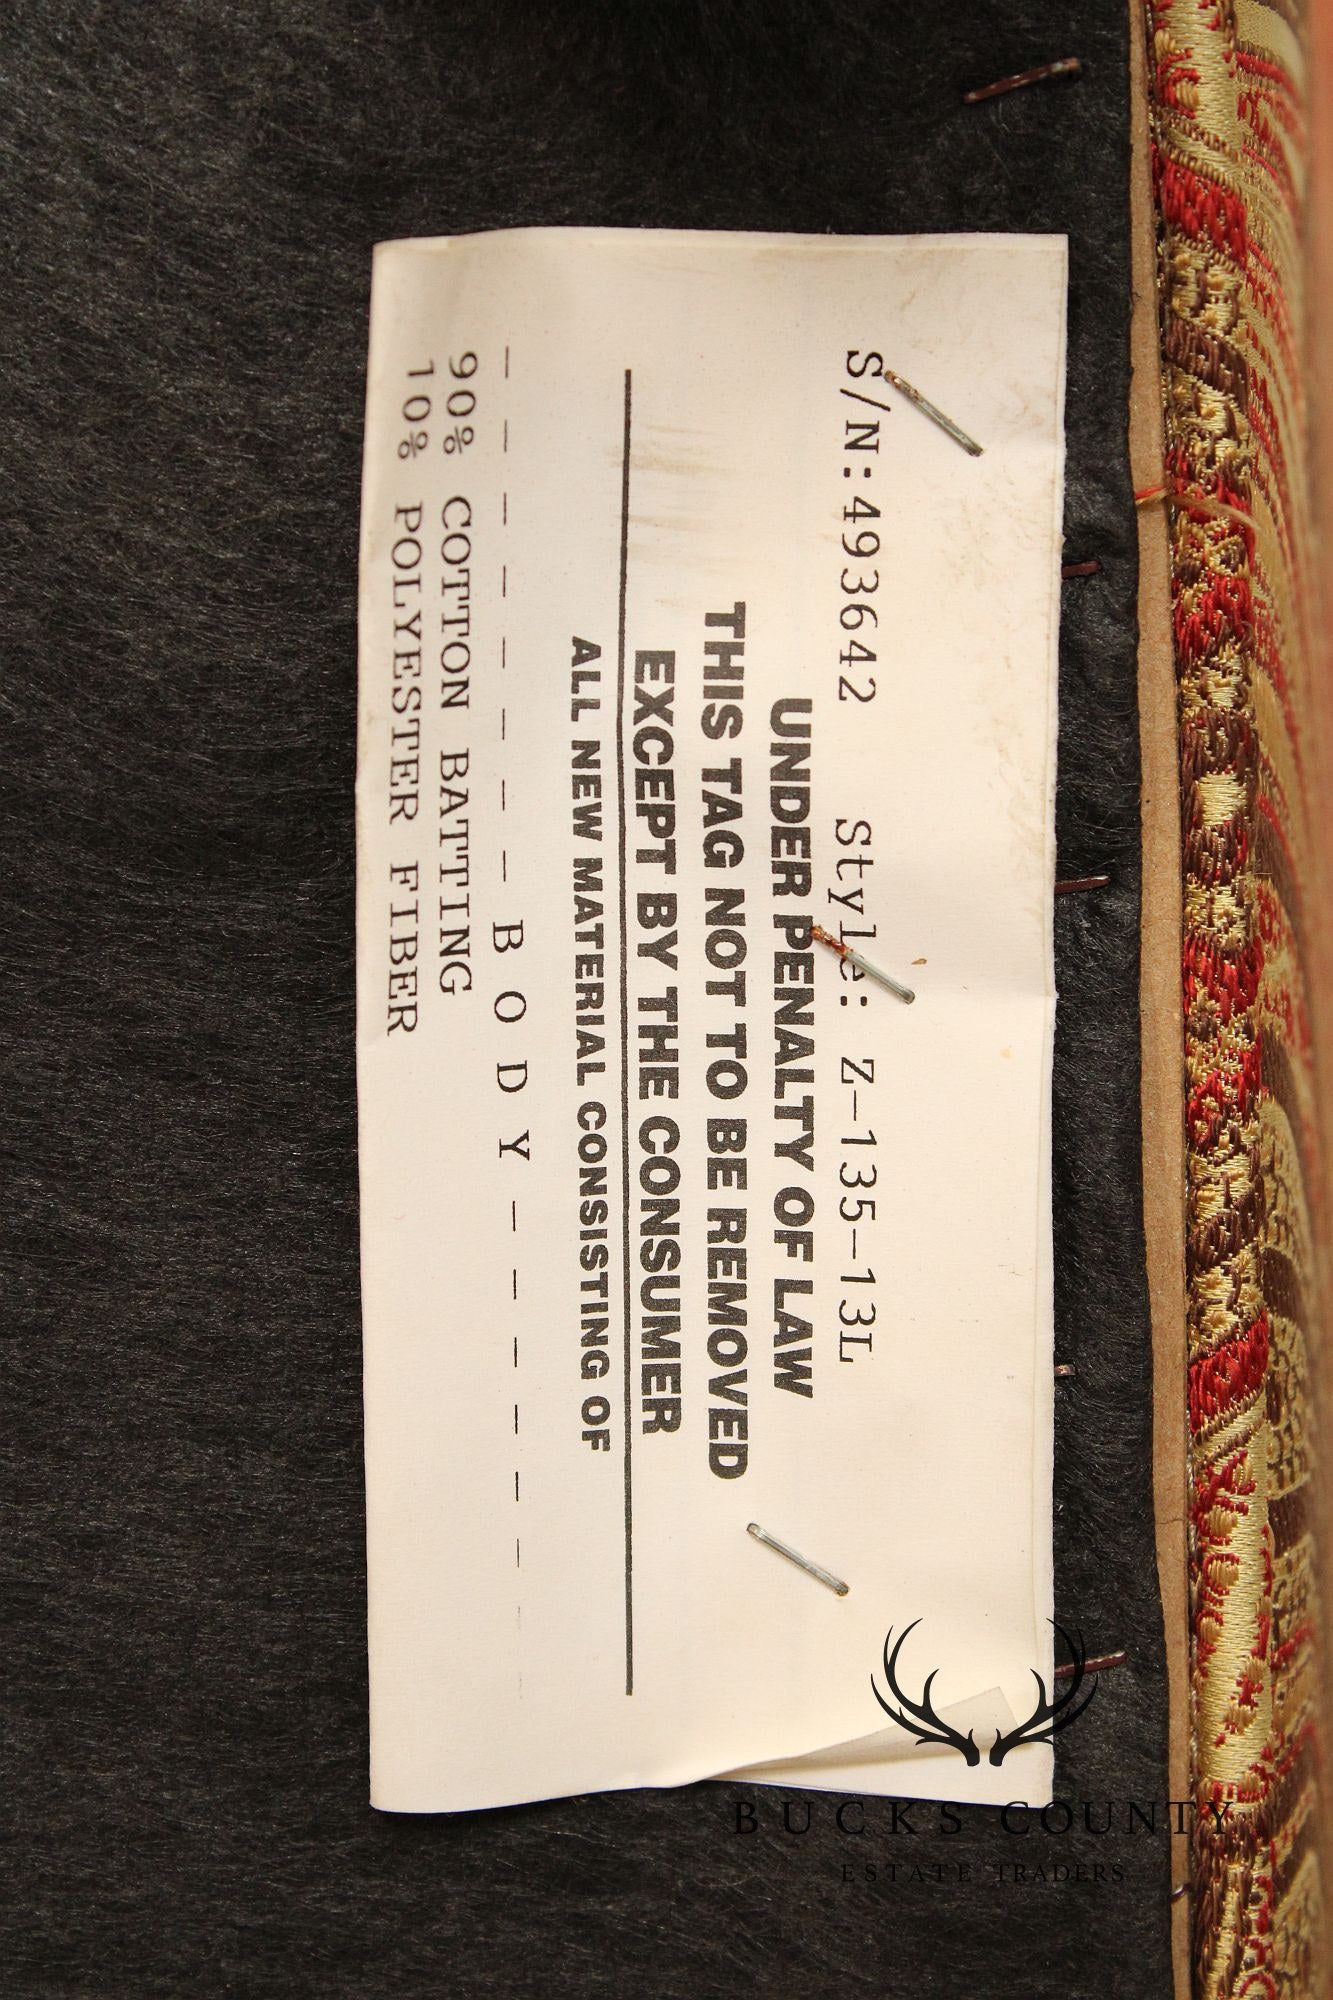 S/N:493642 Style: Z-135-13L
UNDER PENALTY OF LAW
THIS TAG NOT TO BE REMOVED
EXCEPT BY THE CONSUMER
ALL NEW MATERIAL CONSISTING OF
- - - - - - - - B O D Y - - - - - - - -
90% COTTON BATTING
10% POLYESTER FIBER
BUCKS COUNTY
ESTATE TRADERS